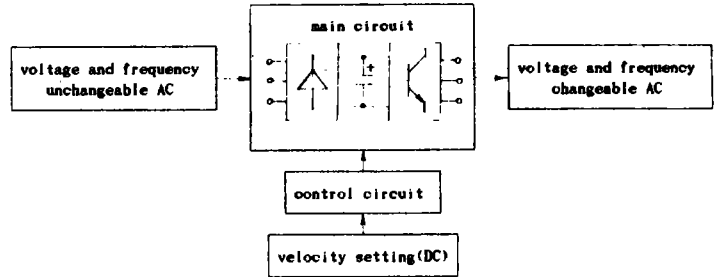 main circuit
voltage and frequency
unchangeable AC
+
voltage and frequency
changeable AC
control circuit
velocity setting(DC)